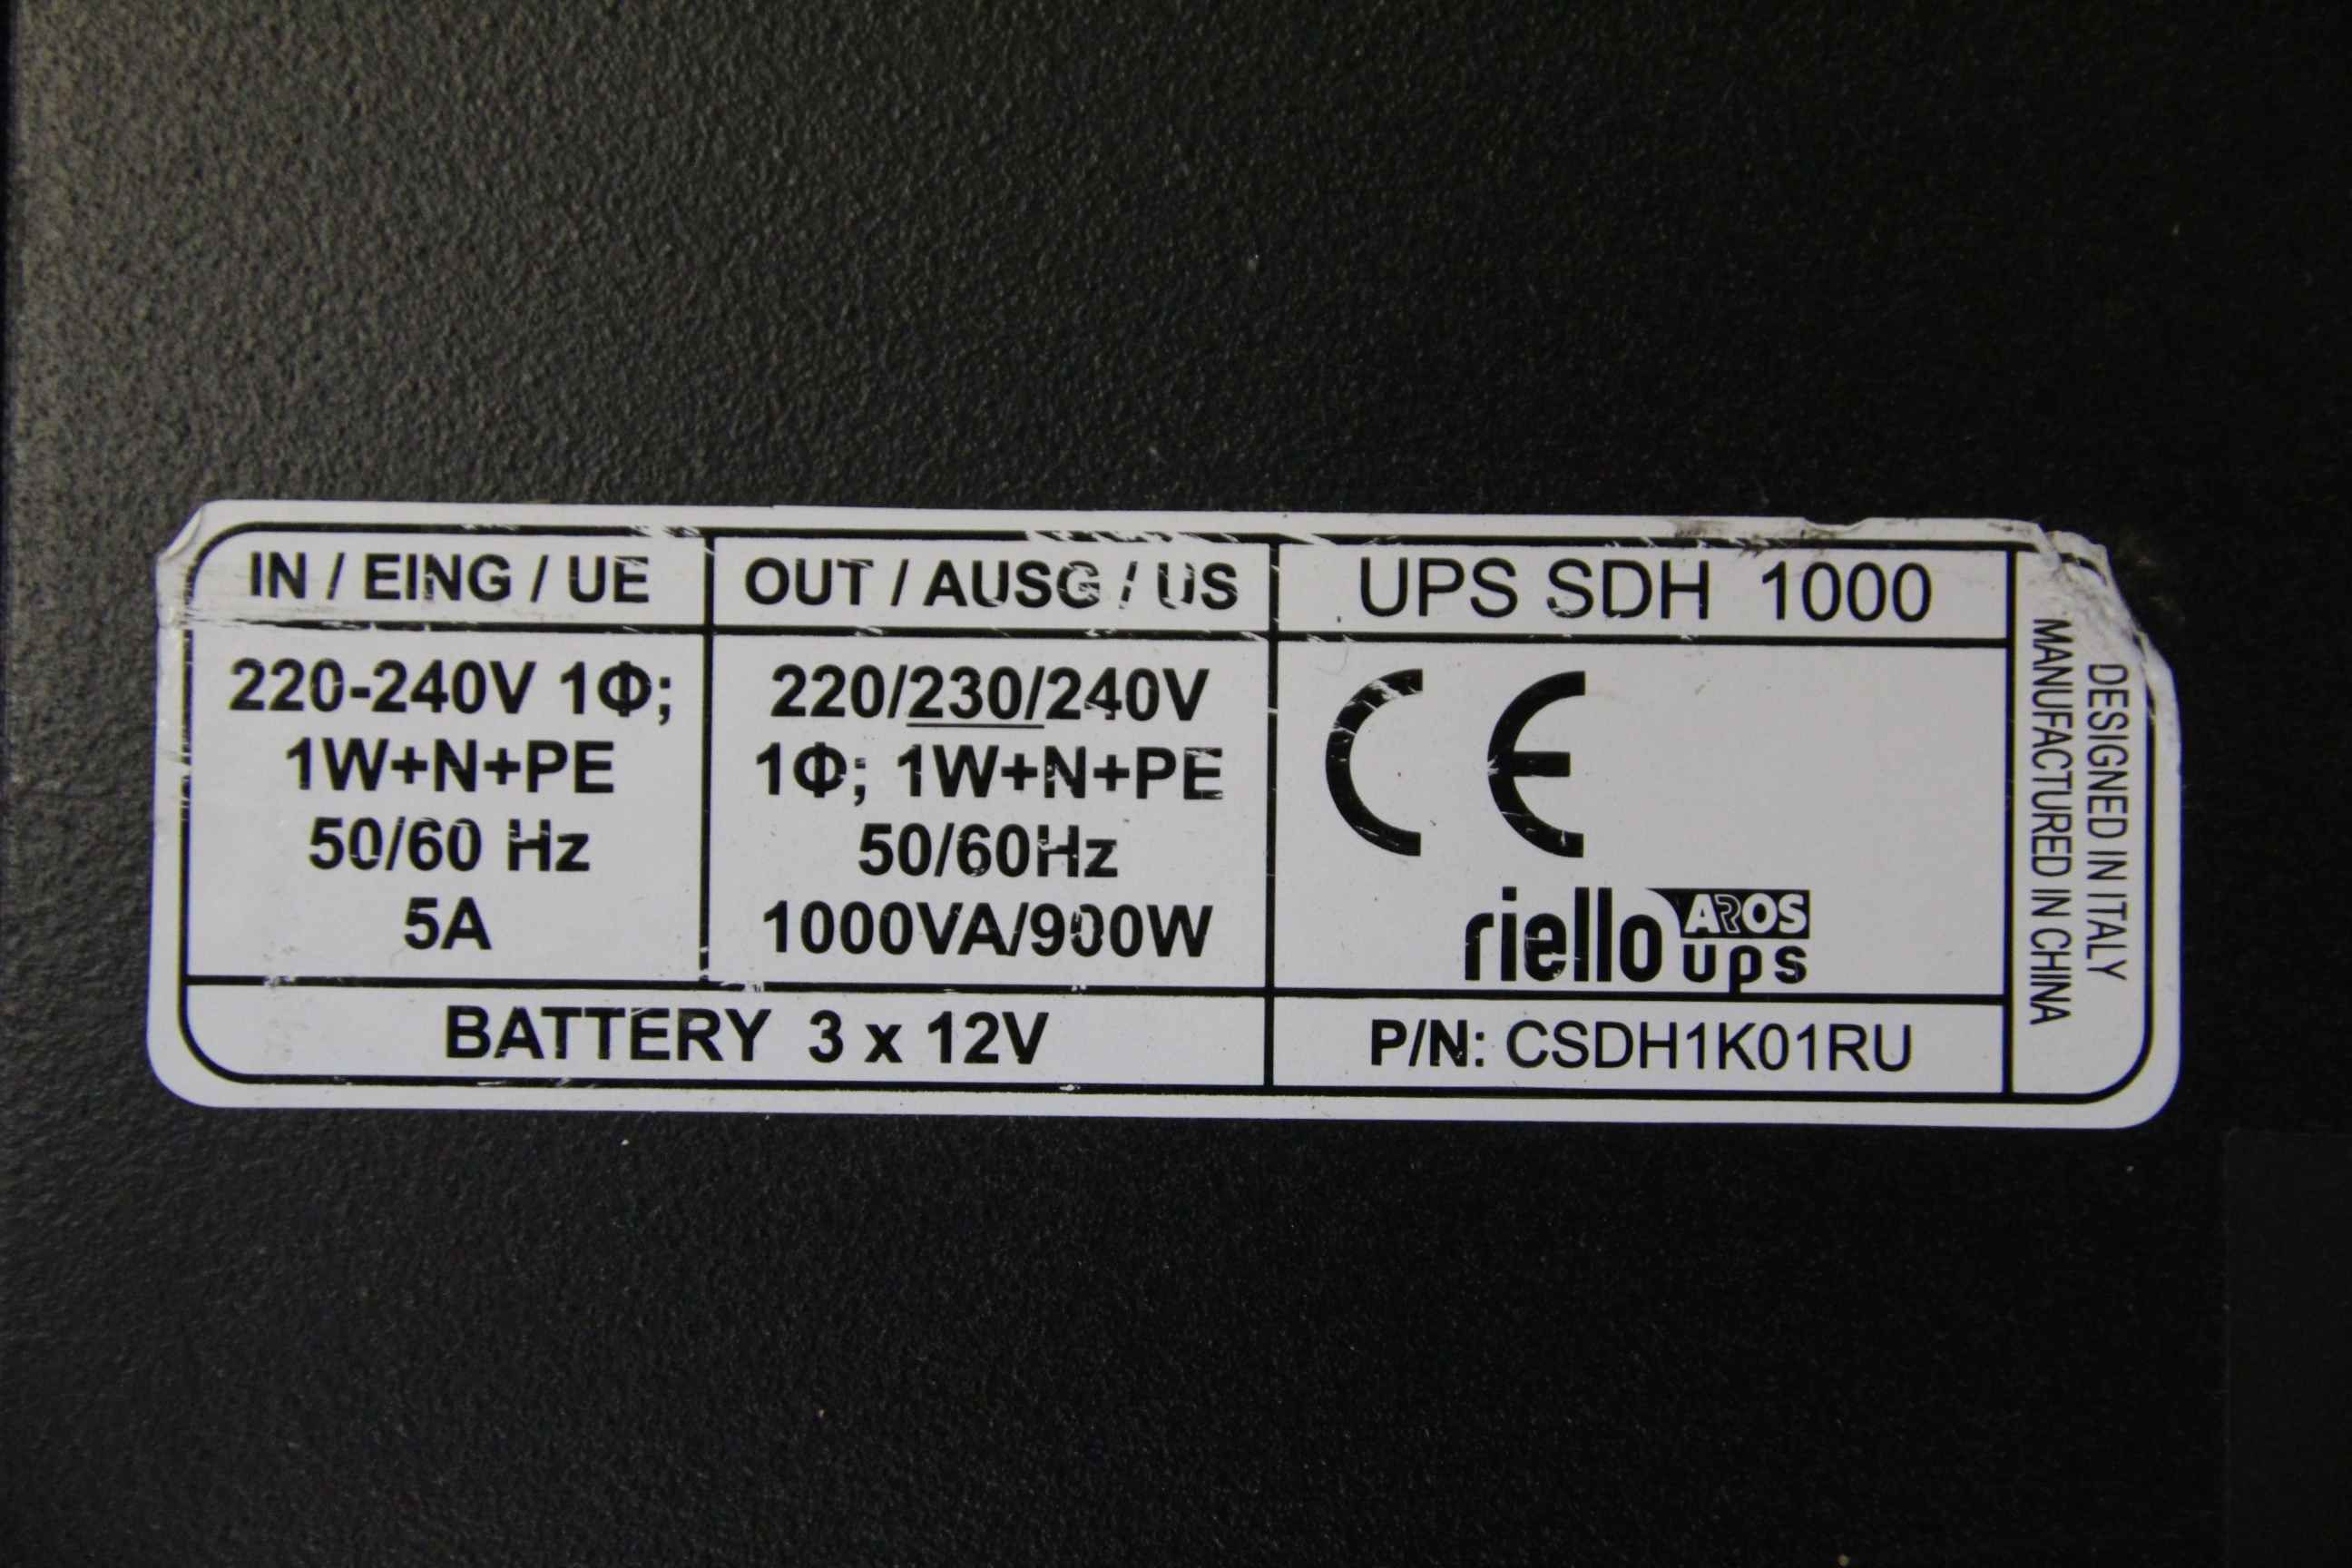 IN / EING / UE
220-240V 1Φ;
1W+N+PE
50/60 Hz
5A
OUT / AUSG / US
220/230/240V
1Φ; 1W+N+PE
50/60Hz
1000VA/900W
BATTERY 3 x 12V
UPS SDH 1000
CE
riello AROS
ups
P/N: CSDH1K01RU
DESIGNED IN ITALY
MANUFACTURED IN CHINA